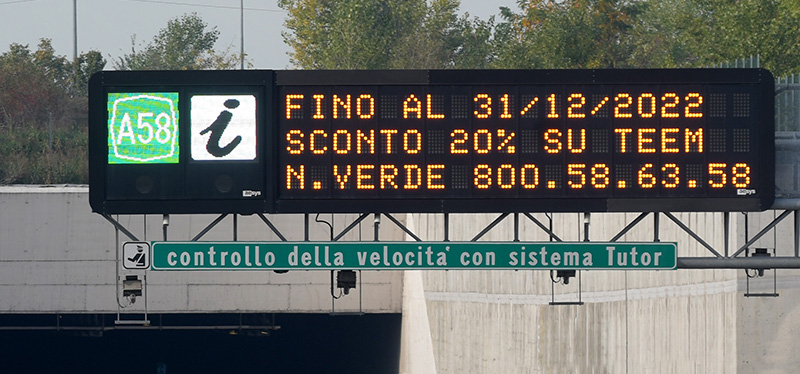 A58
i
FINO AL 31/12/2022
SCONTO 20% SU TEEM
N.VERDE 800.58.63.58
controllo della velocita' con sistema Tutor